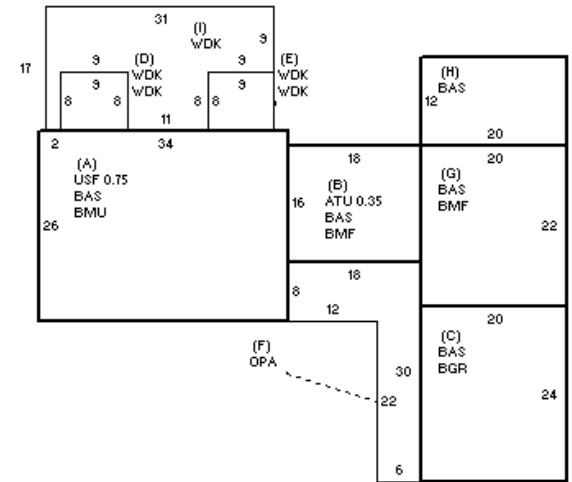 31
(I)
WDK
9
17
9
(D)
WDK
WDK
9
8
8
9
(E)
WDK
WDK
9
8
8
11
(H)
BAS
12
20
2
34
(A)
USF 0.75
BAS
BMU
26
18
(B)
ATU 0.35
BAS
BMF
16
20
(G)
BAS
BMF
22
18
8
12
20
(C)
BAS
BGR
24
(F)
OPA
30
22
6